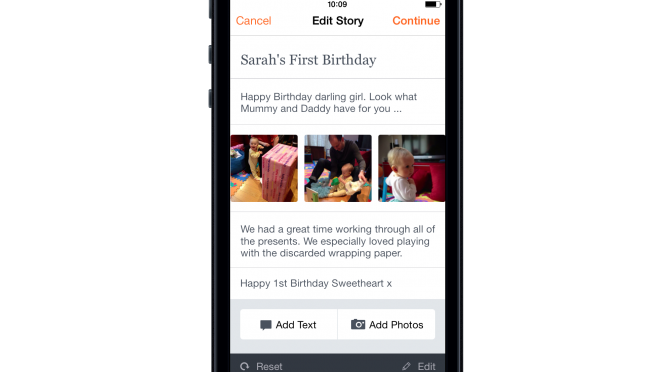 10:09
Cancel Edit Story Continue
Sarah's First Birthday
Happy Birthday darling girl. Look what
Mummy and Daddy have for you ...
We had a great time working through all of
the presents. We especially loved playing
with the discarded wrapping paper.
Happy 1st Birthday Sweetheart x
Add Text Add Photos
Reset Edit